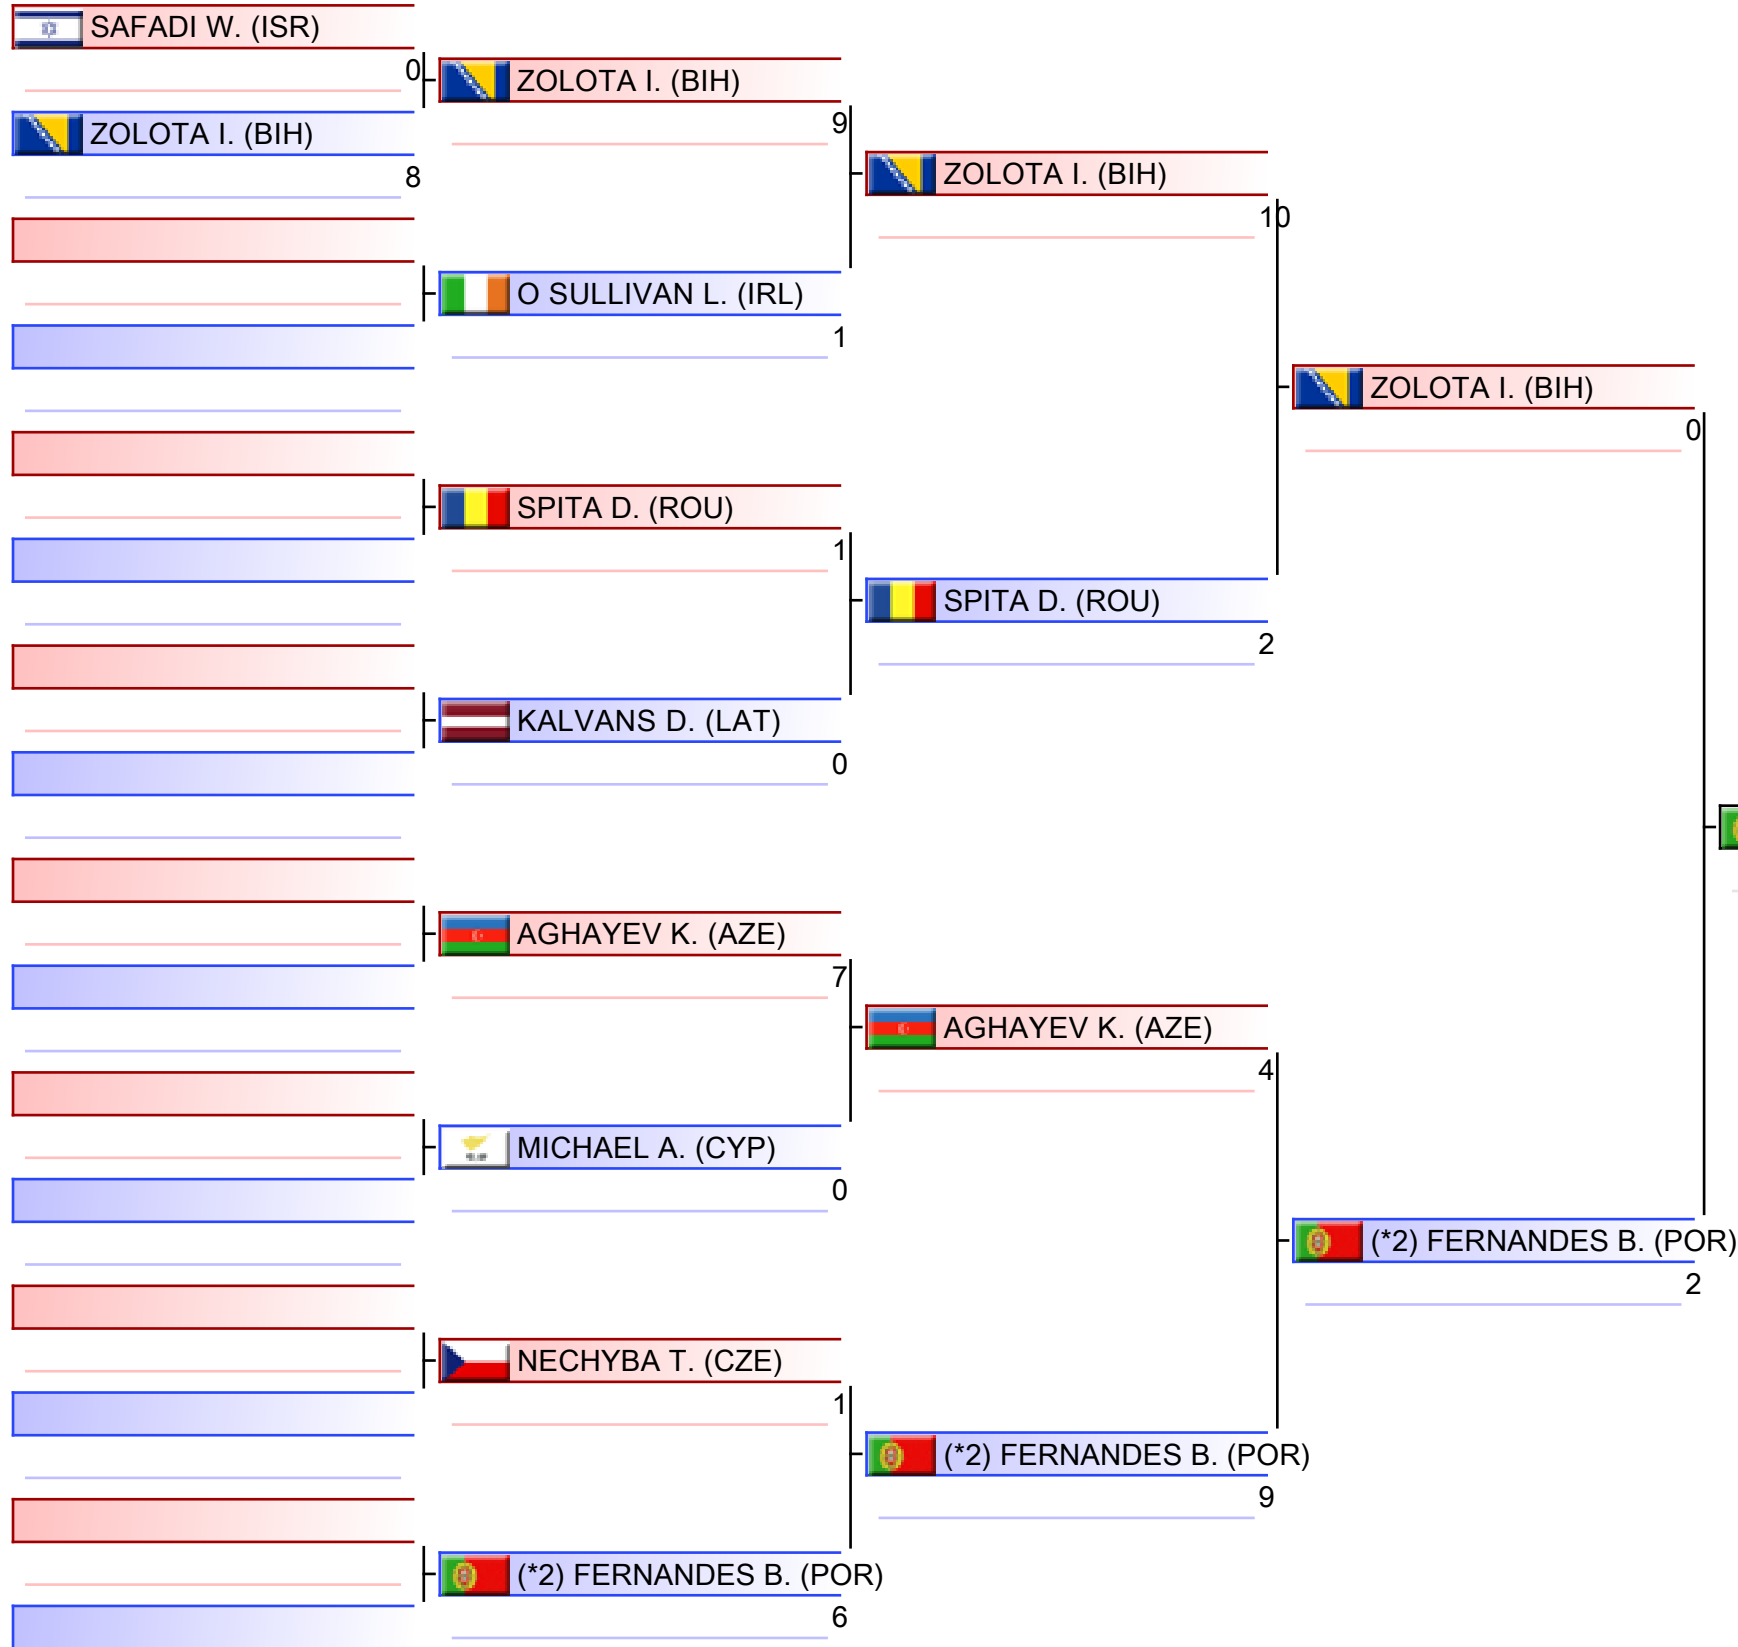 SAFADI W. (ISR)
0
ZOLOTA I. (BIH)
8
ZOLOTA I. (BIH)
9
O SULLIVAN L. (IRL)
1
SPITA D. (ROU)
1
KALVANS D. (LAT)
0
AGHAYEV K. (AZE)
7
MICHAEL A. (CYP)
0
NECHYBA T. (CZE)
1
(*2) FERNANDES B. (POR)
6
ZOLOTA I. (BIH)
10
SPITA D. (ROU)
2
AGHAYEV K. (AZE)
4
(*2) FERNANDES B. (POR)
9
ZOLOTA I. (BIH)
0
(*2) FERNANDES B. (POR)
2